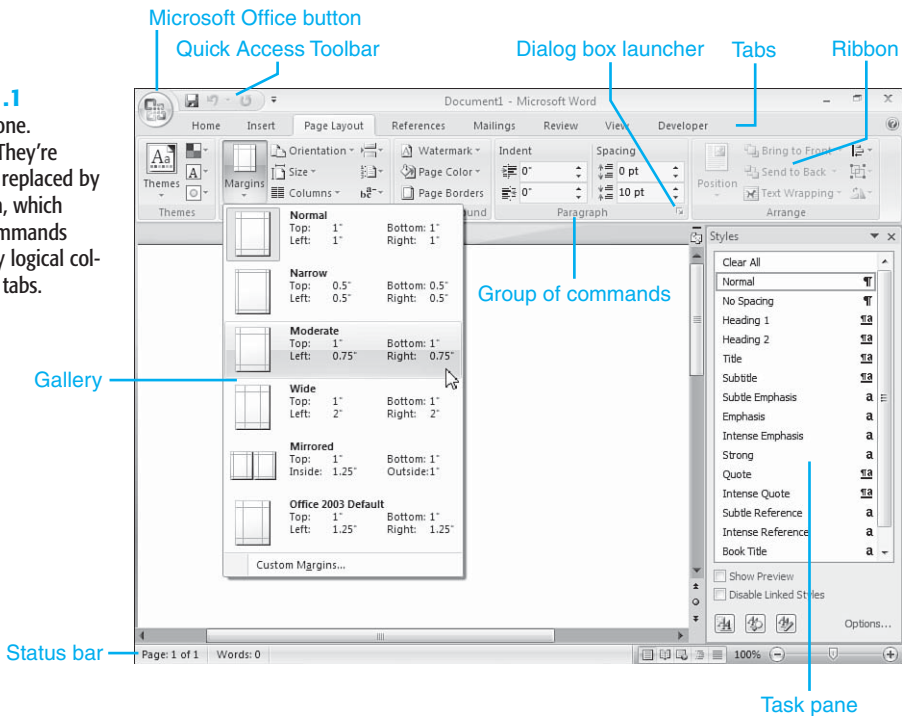 Microsoft Office button
Quick Access Toolbar
Dialog box launcher
Tabs
Ribbon
.1
one.
They're
replaced by
, which
mmands
y logical col-
tabs.
Document1 - Microsoft Word
Home Insert Page Layout References Mailings Review View Developer
Themes
Margins
Orientation
Size
Columns
Watermark
Page Color
Page Borders
Indent
0"
0"
Spacing
0 pt
10 pt
Position
Bring to Front
Send to Back
Text Wrapping
Themes
und
Paragraph
Arrange
Normal
Top: 1" Bottom: 1"
Left: 1" Right: 1"
Narrow
Top: 0.5" Bottom: 0.5"
Left: 0.5" Right: 0.5"
Moderate
Top: 1" Bottom: 1"
Left: 0.75" Right: 0.75"
Wide
Top: 1" Bottom: 1"
Left: 2" Right: 2"
Mirrored
Top: 1" Bottom: 1"
Inside: 1.25" Outside:1"
Office 2003 Default
Top: 1" Bottom: 1"
Left: 1.25" Right: 1.25"
Custom Margins...
Group of commands
Gallery
Styles
Clear All
Normal ¶
No Spacing ¶
Heading 1 ¶a
Heading 2 ¶a
Title ¶a
Subtitle ¶a
Subtle Emphasis a
Emphasis a
Intense Emphasis a
Strong a
Quote ¶a
Intense Quote ¶a
Subtle Reference a
Intense Reference a
Book Title a
Show Preview
Disable Linked Styles
Options...
Status bar
Page: 1 of 1 Words: 0
100%
Task pane